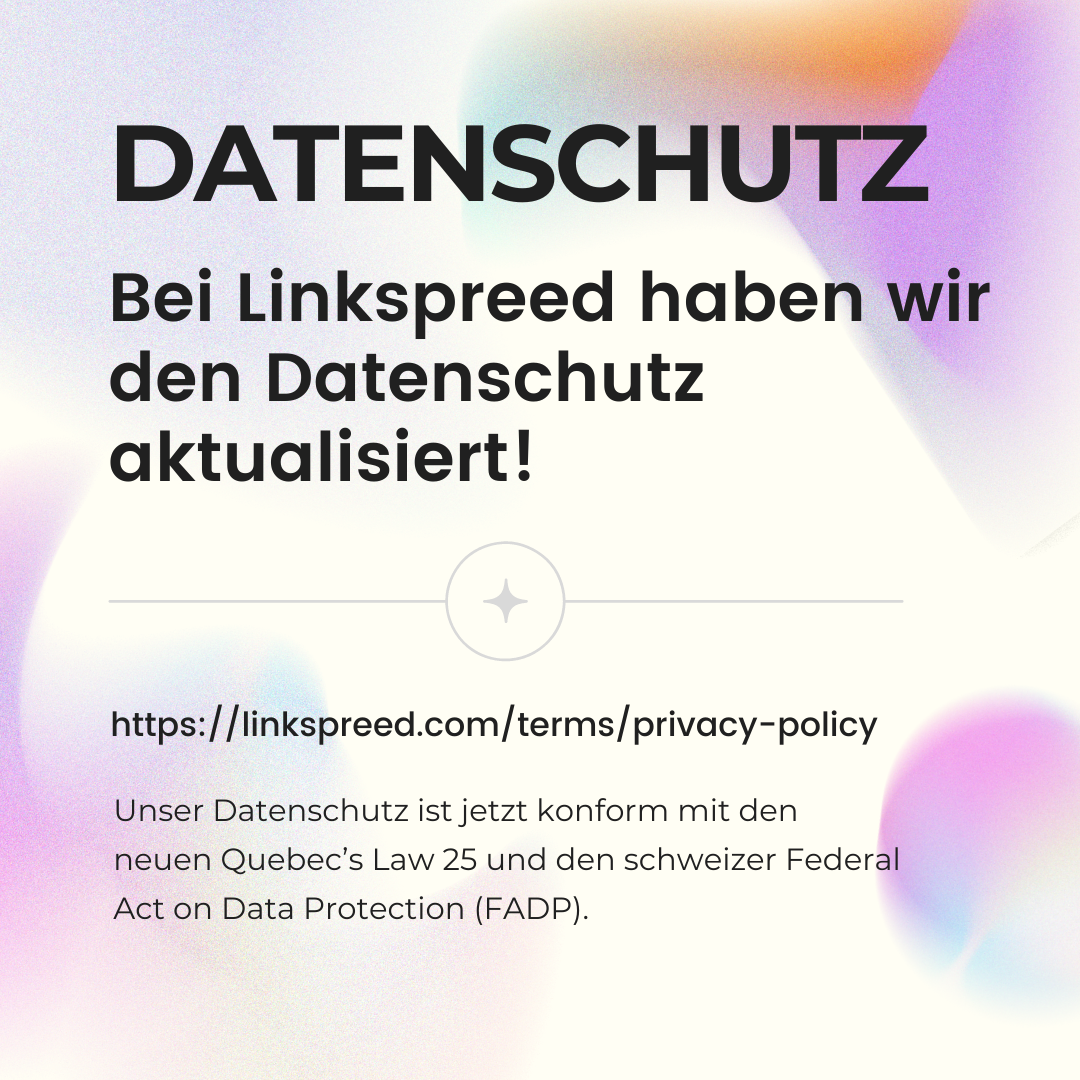 DATENSCHUTZ
Bei Linkspreed haben wir
den Datenschutz
aktualisiert!
https://linkspreed.com/terms/privacy-policy
Unser Datenschutz ist jetzt konform mit den
neuen Quebec’s Law 25 und den schweizer Federal
Act on Data Protection (FADP).